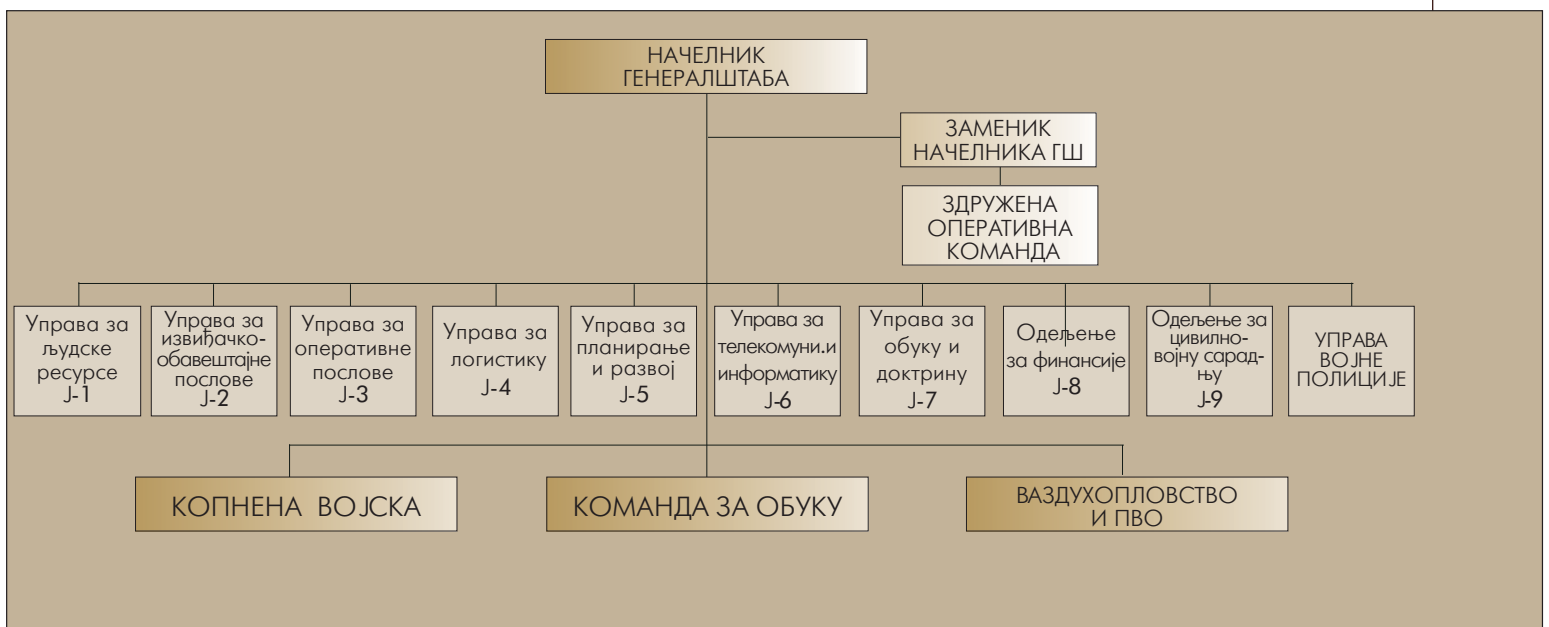 НАЧЕЛНИК
ГЕНЕРАЛШТАБА
ЗАМЕНИК
НАЧЕЛНИКА ГШ
ЗДРУЖЕНА
ОПЕРАТИВНА
КОМАНДА
Управа за
људске
ресурсе
Ј-1
Управа за
извиђачко-
обавештајне
послове
Ј-2
Управа за
оперативне
послове
Ј-3
Управа за
логистику
Ј-4
Управа за
планирање
и развој
Ј-5
Управа за
телекомуни.и
информатику
Ј-6
Управа за
обуку и
доктрину
Ј-7
Одељење
за финансије
Ј-8
Одељење за
цивилно-
војну сарад-
њу
Ј-9
УПРАВА
ВОЈНЕ
ПОЛИЦИЈЕ
КОПНЕНА ВОЈСКА
КОМАНДА ЗА ОБУКУ
ВАЗДУХОПЛОВСТВО
И ПВО